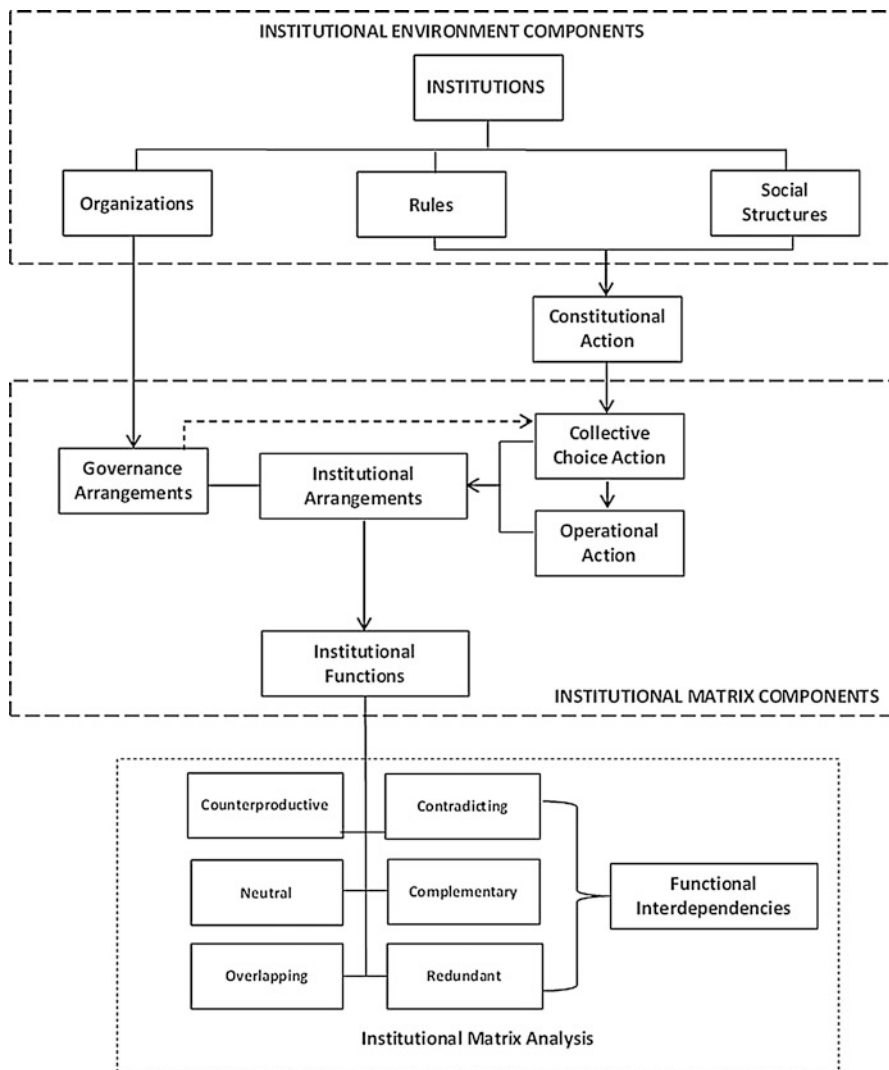 INSTITUTIONAL ENVIRONMENT COMPONENTS
INSTITUTIONS
Organizations
Rules
Social
Structures
Constitutional
Action
Collective
Choice Action
Governance
Arrangements
Institutional
Arrangements
Operational
Action
Institutional
Functions
INSTITUTIONAL MATRIX COMPONENTS
Counterproductive
Contradicting
Neutral
Complementary
Functional
Interdependencies
Overlapping
Redundant
Institutional Matrix Analysis